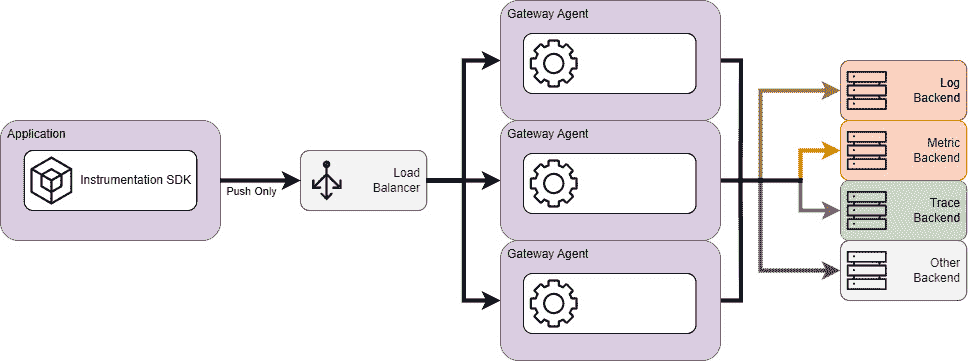 Application
Instrumentation SDK
Push Only
Load
Balancer
Gateway Agent
Gateway Agent
Gateway Agent
Log
Backend
Metric
Backend
Trace
Backend
Other
Backend